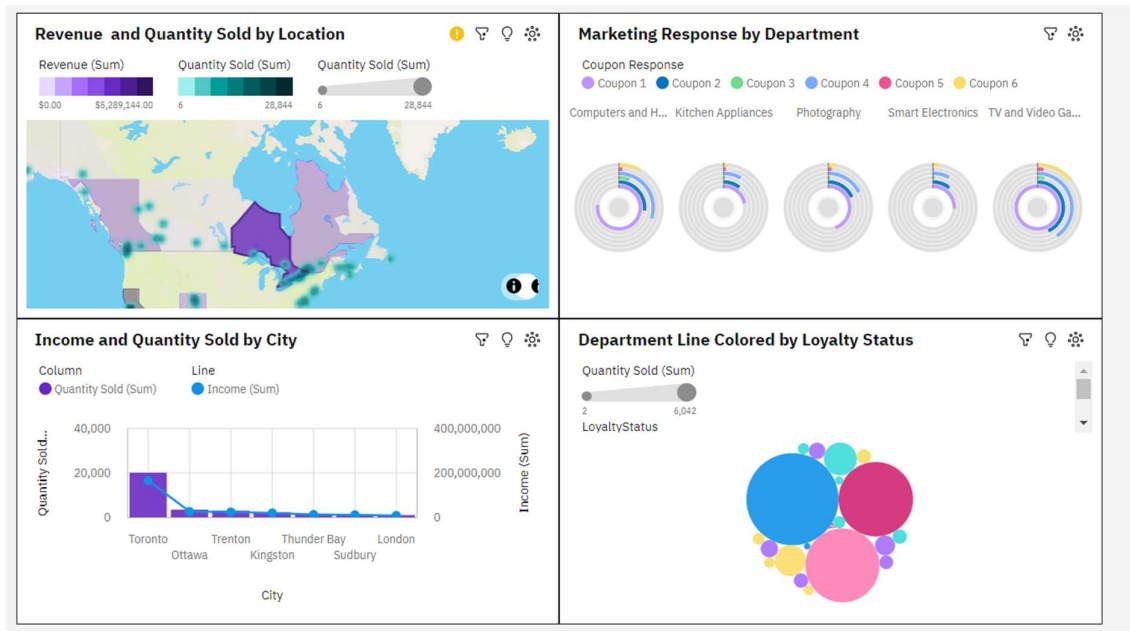 Revenue and Quantity Sold by Location
Revenue (Sum) Quantity Sold (Sum) Quantity Sold (Sum)
$0.00 $5,289,144.00 6 28,844 6 28,844
Marketing Response by Department
Coupon Response
Coupon 1 Coupon 2 Coupon 3 Coupon 4 Coupon 5 Coupon 6
Computers and H... Kitchen Appliances Photography Smart Electronics TV and Video Ga...
Income and Quantity Sold by City
Column Line
Quantity Sold (Sum) Income (Sum)
Quantity Sold...
40,000 400,000,000
20,000 200,000,000
0 0
Income (Sum)
Toronto Trenton Thunder Bay London
Ottawa Kingston Sudbury
City
Department Line Colored by Loyalty Status
Quantity Sold (Sum)
2 6,042
LoyaltyStatus